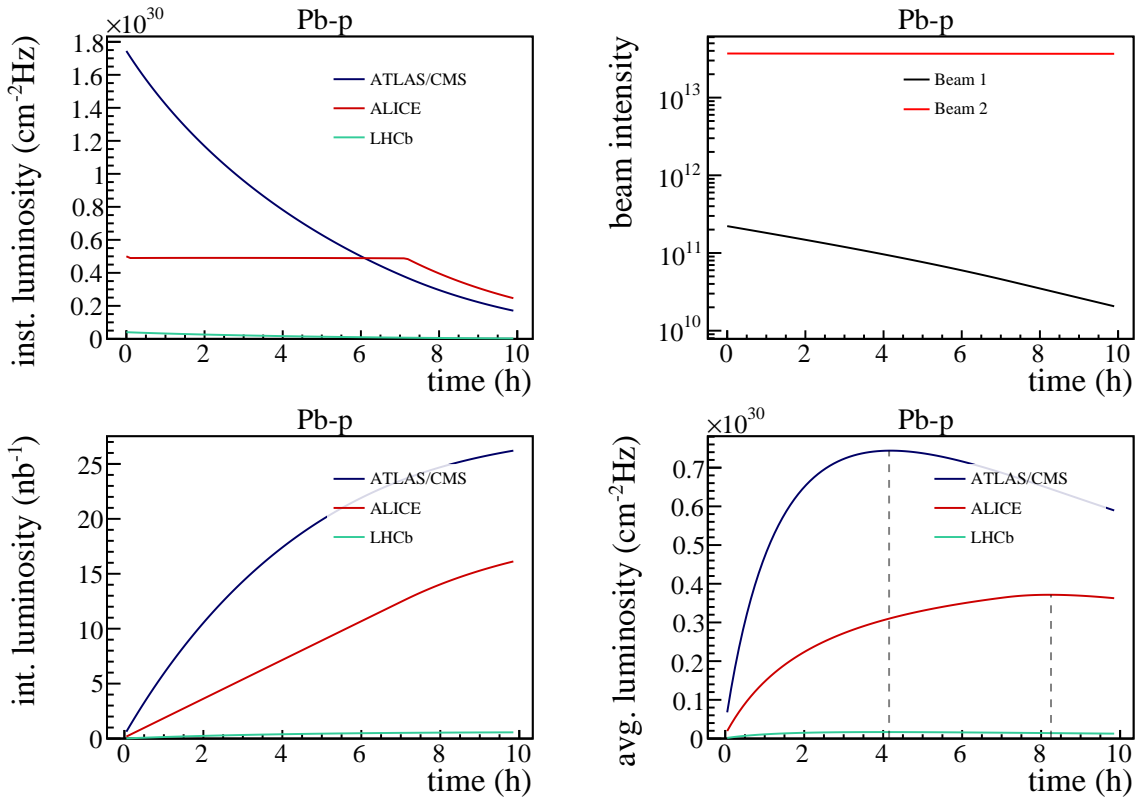 Pb-p
×10^30
inst. luminosity (cm^-2Hz)
1.8
1.6
1.4
1.2
1
0.8
0.6
0.4
0.2
0
ATLAS/CMS
ALICE
LHCb
0 2 4 6 8 10
time (h)
Pb-p
beam intensity
10^13
10^12
10^11
10^10
Beam 1
Beam 2
0 2 4 6 8 10
time (h)
Pb-p
int. luminosity (nb^-1)
25
20
15
10
5
0
ATLAS/CMS
ALICE
LHCb
0 2 4 6 8 10
time (h)
Pb-p
×10^30
avg. luminosity (cm^-2Hz)
0.7
0.6
0.5
0.4
0.3
0.2
0.1
0
ATLAS/CMS
ALICE
LHCb
0 2 4 6 8 10
time (h)